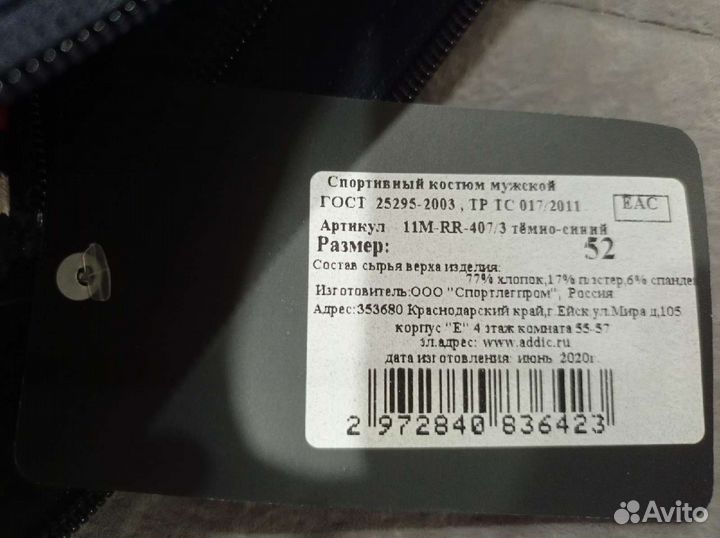 Спортивный костюм мужской
ГОСТ 25295-2003 , ТР ТС 017/2011 EAC
Артикул 11M-RR-407/3 тёмно-синий
Размер: 52
Состав сырья верха изделия:
77% хлопок,17% пэстер,6% спандек
Изготовитель:ООО "Спортлегпром", Россия
Адрес:353680 Краснодарский край,г.Ейск ул.Мира д,105
корпус "Е" 4 этаж комната 55-57
эл.адрес: www.addic.ru
дата изготовления: июнь 2020г
2 972840 836423
Avito